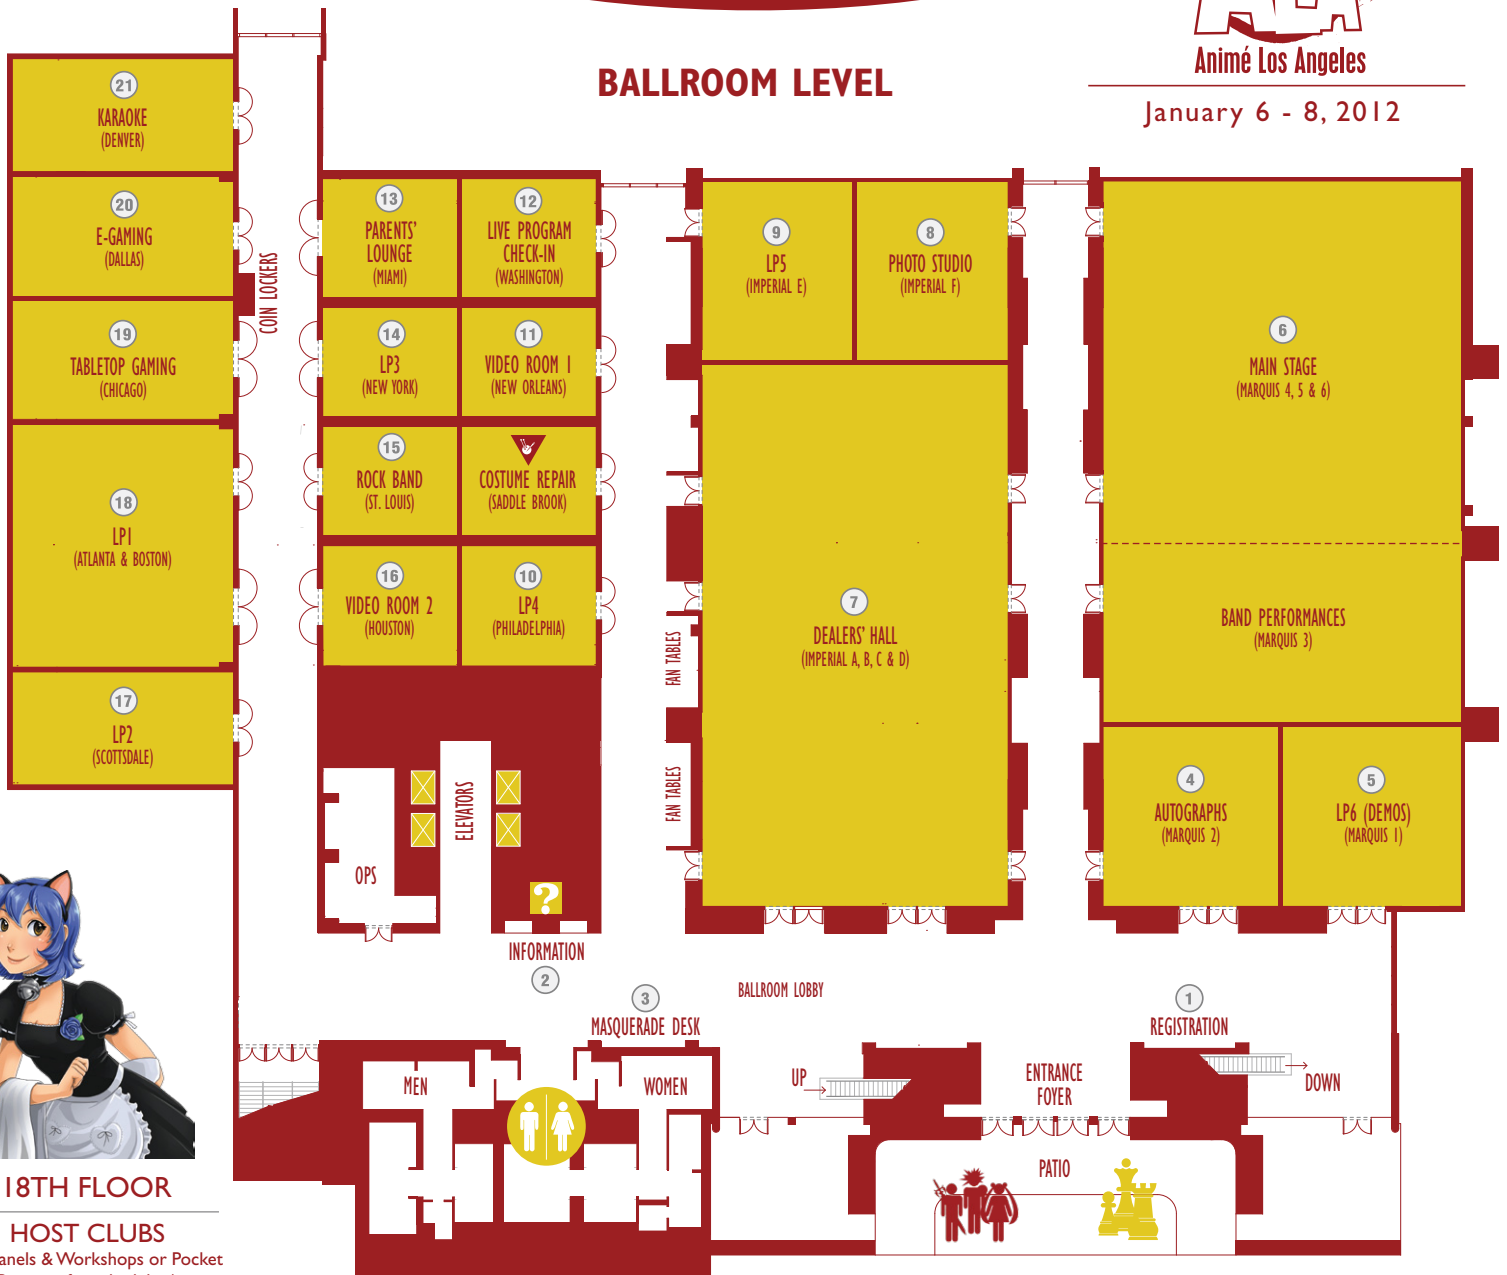 BALLROOM LEVEL
Animé Los Angeles
January 6 - 8, 2012
21
KARAOKE
(DENVER)
20
E-GAMING
(DALLAS)
19
TABLETOP GAMING
(CHICAGO)
18
LP1
(ATLANTA & BOSTON)
17
LP2
(SCOTTSDALE)
COIN LOCKERS
13
PARENTS'
LOUNGE
(MIAMI)
12
LIVE PROGRAM
CHECK-IN
(WASHINGTON)
14
LP3
(NEW YORK)
11
VIDEO ROOM 1
(NEW ORLEANS)
15
ROCK BAND
(ST. LOUIS)
COSTUME REPAIR
(SADDLE BROOK)
16
VIDEO ROOM 2
(HOUSTON)
10
LP4
(PHILADELPHIA)
OPS
ELEVATORS
?
INFORMATION
2
9
LP5
(IMPERIAL E)
8
PHOTO STUDIO
(IMPERIAL F)
7
DEALERS' HALL
(IMPERIAL A, B, C & D)
FAN TABLES
FAN TABLES
6
MAIN STAGE
(MARQUIS 4, 5 & 6)
BAND PERFORMANCES
(MARQUIS 3)
4
AUTOGRAPHS
(MARQUIS 2)
5
LP6 (DEMOS)
(MARQUIS 1)
3
MASQUERADE DESK
BALLROOM LOBBY
1
REGISTRATION
MEN
WOMEN
UP
ENTRANCE
FOYER
DOWN
PATIO
18TH FLOOR
HOST CLUBS
anels & Workshops or Pocket